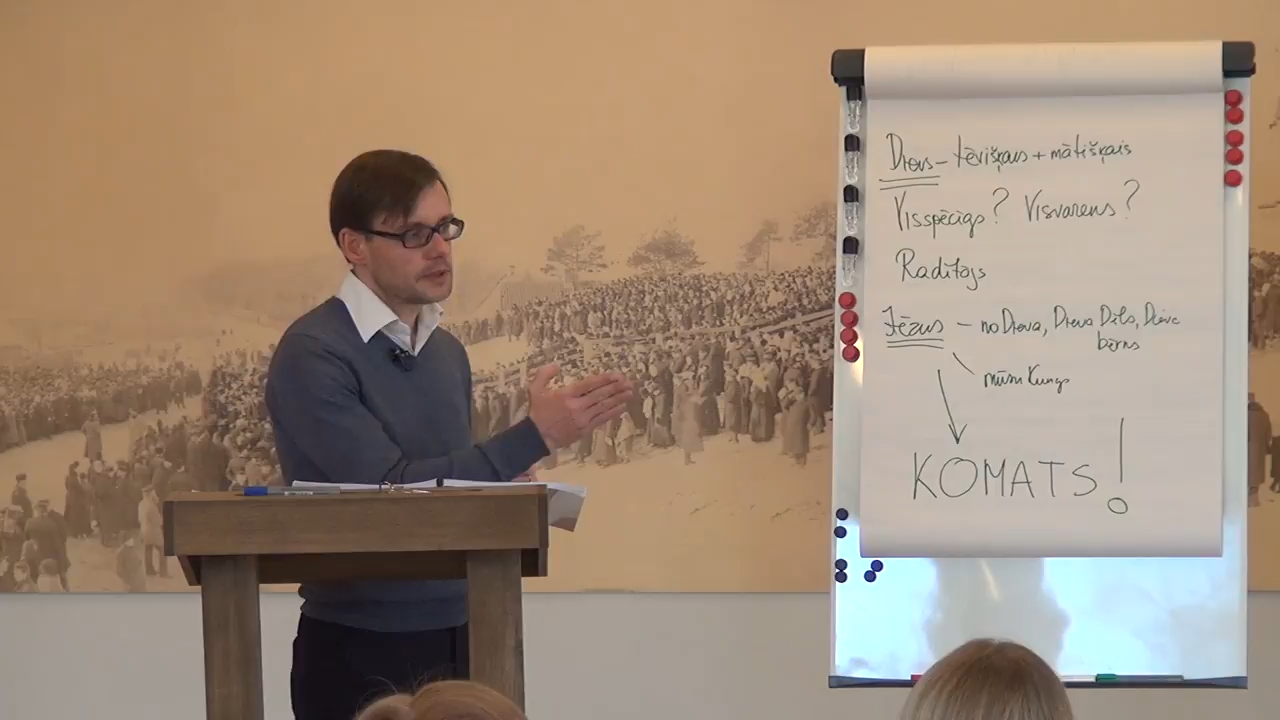 Dievs – tēvišķais + mātišķais
Visspēcīgs? Visvarens?
Radītājs
Jēzus – no Dieva, Dieva Dēls, Dieva
bērns
mūsu Kungs
KOMATS!